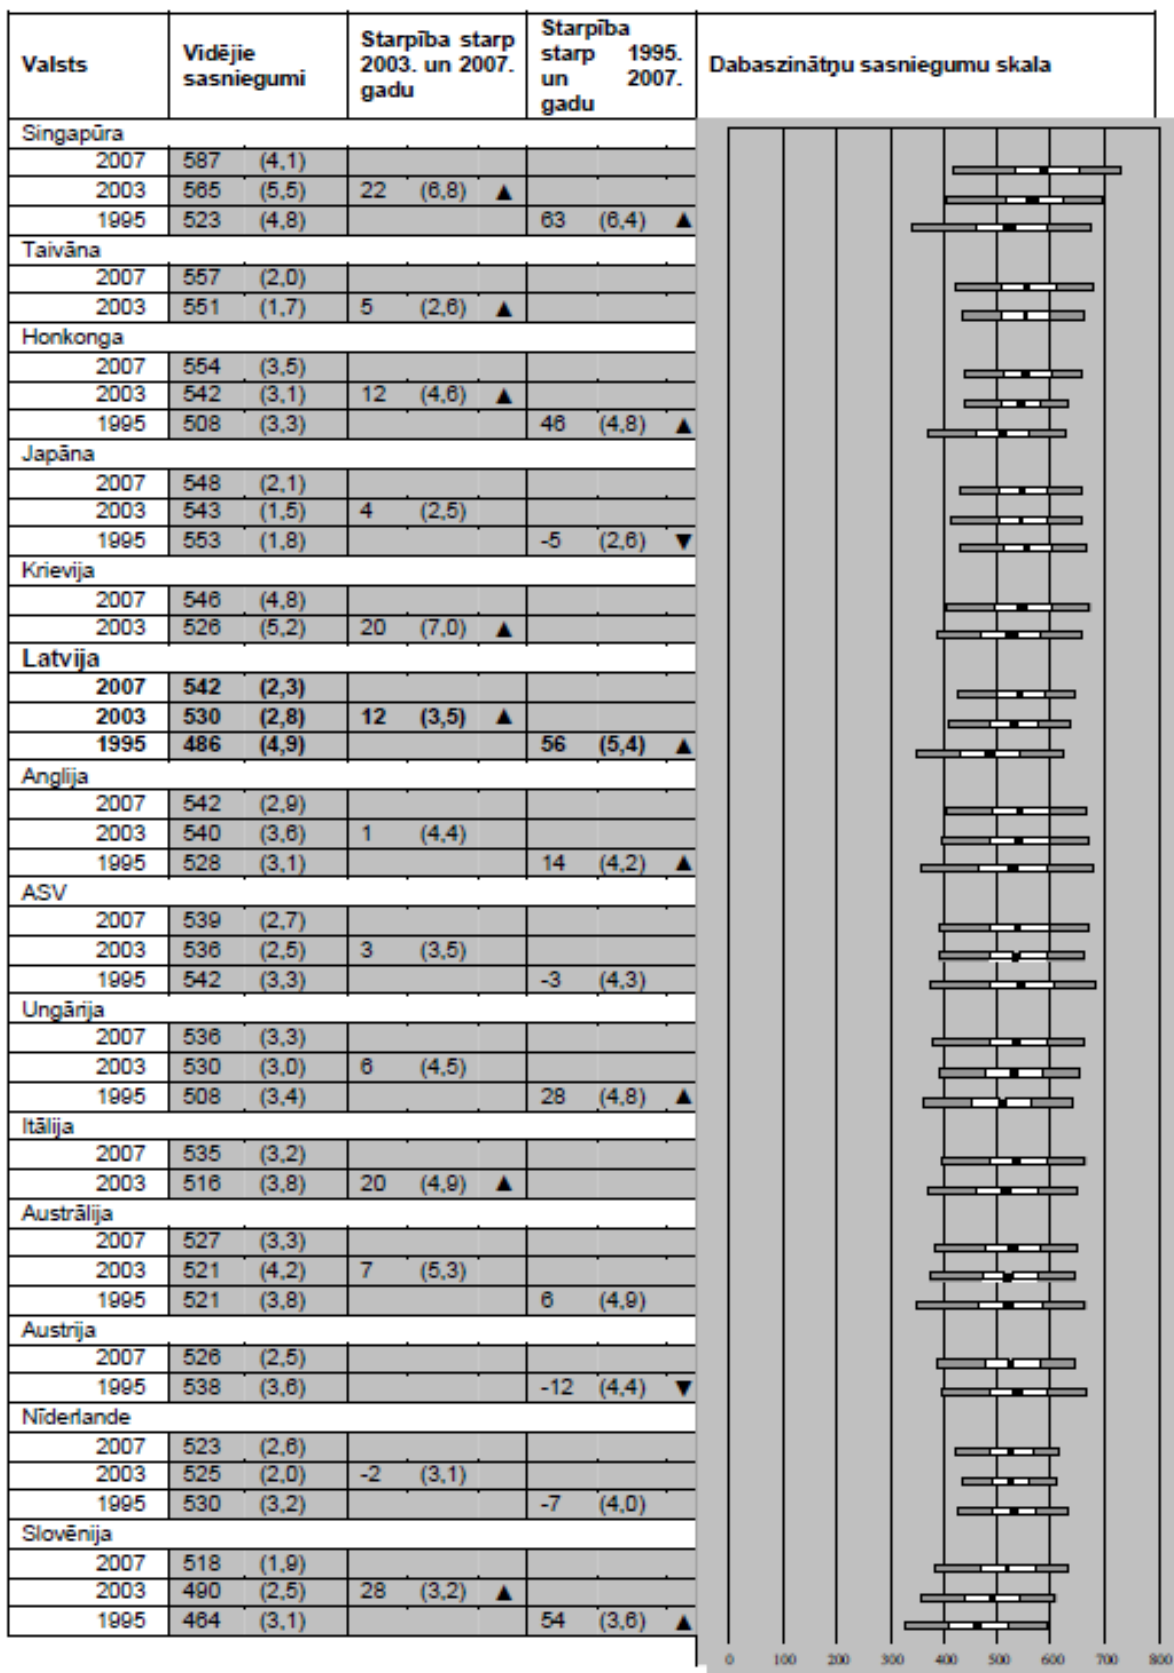 Valsts Vidējie sasniegumi Starpība starp 2003. un 2007. gadu Starpība starp 1995. un 2007. gadu Dabaszinātņu sasniegumu skala
Singapūra
2007 587 (4,1)
2003 565 (5,5) 22 (6,8) ▲
1995 523 (4,8) 63 (6,4) ▲
Taivāna
2007 557 (2,0)
2003 551 (1,7) 5 (2,6) ▲
Honkonga
2007 554 (3,5)
2003 542 (3,1) 12 (4,6) ▲
1995 508 (3,3) 46 (4,8) ▲
Japāna
2007 548 (2,1)
2003 543 (1,5) 4 (2,5)
1995 553 (1,8) -5 (2,6) ▼
Krievija
2007 546 (4,8)
2003 526 (5,2) 20 (7,0) ▲
Latvija
2007 542 (2,3)
2003 530 (2,8) 12 (3,5) ▲
1995 486 (4,9) 56 (5,4) ▲
Anglija
2007 542 (2,9)
2003 540 (3,6) 1 (4,4)
1995 528 (3,1) 14 (4,2) ▲
ASV
2007 539 (2,7)
2003 536 (2,5) 3 (3,5)
1995 542 (3,3) -3 (4,3)
Ungārija
2007 536 (3,3)
2003 530 (3,0) 6 (4,5)
1995 508 (3,4) 28 (4,8) ▲
Itālija
2007 535 (3,2)
2003 516 (3,8) 20 (4,9) ▲
Austrālija
2007 527 (3,3)
2003 521 (4,2) 7 (5,3)
1995 521 (3,8) 6 (4,9)
Austrija
2007 526 (2,5)
1995 538 (3,6) -12 (4,4) ▼
Nīderlande
2007 523 (2,6)
2003 525 (2,0) -2 (3,1)
1995 530 (3,2) -7 (4,0)
Slovēnija
2007 518 (1,9)
2003 490 (2,5) 28 (3,2) ▲
1995 464 (3,1) 54 (3,6) ▲
0 100 200 300 400 500 600 700 800